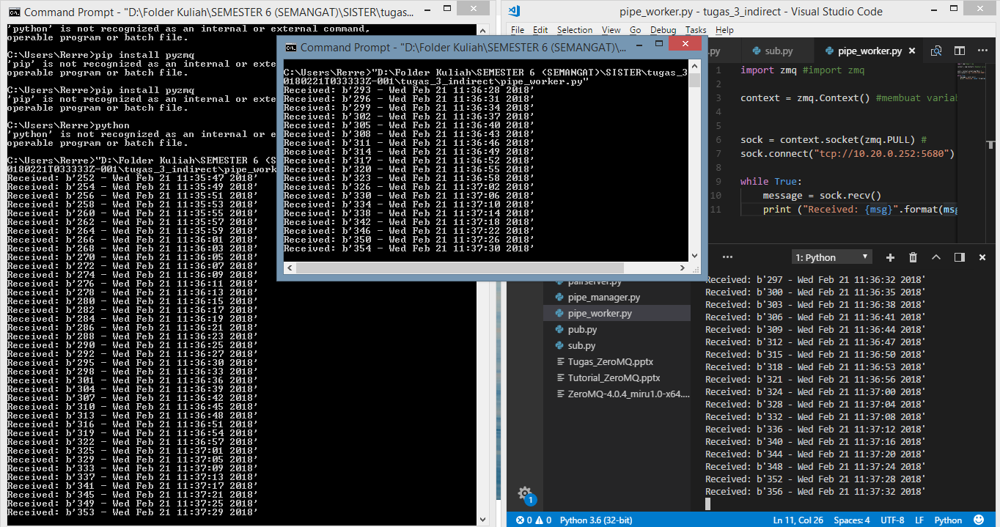 Command Prompt - "D:\Folder Kuliah\SEMESTER 6 (SEMANGAT)\SISTER\tugas...
'python' is not recognized as an internal or external command,
operable program or batch file.
C:\Users\Rerre>pip install pyzmq
'pip' is not recognized as an internal or exte
operable program or batch file.
C:\Users\Rerre>pip install pyzmq
'pip' is not recognized as an internal or exte
operable program or batch file.
C:\Users\Rerre>python
'python' is not recognized as an internal or e
operable program or batch file.
C:\Users\Rerre>"D:\Folder Kuliah\SEMESTER 6 (S
0180221T033333Z-001\tugas_3_indirect\pipe_work
Received: b'252 - Wed Feb 21 11:35:47 2018'
Received: b'254 - Wed Feb 21 11:35:49 2018'
Received: b'256 - Wed Feb 21 11:35:51 2018'
Received: b'258 - Wed Feb 21 11:35:53 2018'
Received: b'260 - Wed Feb 21 11:35:55 2018'
Received: b'262 - Wed Feb 21 11:35:57 2018'
Received: b'264 - Wed Feb 21 11:35:59 2018'
Received: b'266 - Wed Feb 21 11:36:01 2018'
Received: b'268 - Wed Feb 21 11:36:03 2018'
Received: b'270 - Wed Feb 21 11:36:05 2018'
Received: b'272 - Wed Feb 21 11:36:07 2018'
Received: b'274 - Wed Feb 21 11:36:09 2018'
Received: b'276 - Wed Feb 21 11:36:11 2018'
Received: b'278 - Wed Feb 21 11:36:13 2018'
Received: b'280 - Wed Feb 21 11:36:15 2018'
Received: b'282 - Wed Feb 21 11:36:17 2018'
Received: b'284 - Wed Feb 21 11:36:19 2018'
Received: b'286 - Wed Feb 21 11:36:21 2018'
Received: b'288 - Wed Feb 21 11:36:23 2018'
Received: b'290 - Wed Feb 21 11:36:25 2018'
Received: b'292 - Wed Feb 21 11:36:27 2018'
Received: b'295 - Wed Feb 21 11:36:30 2018'
Received: b'298 - Wed Feb 21 11:36:33 2018'
Received: b'301 - Wed Feb 21 11:36:36 2018'
Received: b'304 - Wed Feb 21 11:36:39 2018'
Received: b'307 - Wed Feb 21 11:36:42 2018'
Received: b'310 - Wed Feb 21 11:36:45 2018'
Received: b'313 - Wed Feb 21 11:36:48 2018'
Received: b'316 - Wed Feb 21 11:36:51 2018'
Received: b'319 - Wed Feb 21 11:36:54 2018'
Received: b'322 - Wed Feb 21 11:36:57 2018'
Received: b'325 - Wed Feb 21 11:37:01 2018'
Received: b'329 - Wed Feb 21 11:37:05 2018'
Received: b'333 - Wed Feb 21 11:37:09 2018'
Received: b'337 - Wed Feb 21 11:37:13 2018'
Received: b'341 - Wed Feb 21 11:37:17 2018'
Received: b'345 - Wed Feb 21 11:37:21 2018'
Received: b'349 - Wed Feb 21 11:37:25 2018'
Received: b'353 - Wed Feb 21 11:37:29 2018'
Command Prompt - "D:\Folder Kuliah\SEMESTER 6 (SEMANGAT)\...
C:\Users\Rerre>"D:\Folder Kuliah\SEMESTER 6 (SEMANGAT)\SISTER\tugas_3
0180221T033333Z-001\tugas_3_indirect\pipe_worker.py"
Received: b'293 - Wed Feb 21 11:36:28 2018'
Received: b'296 - Wed Feb 21 11:36:31 2018'
Received: b'299 - Wed Feb 21 11:36:34 2018'
Received: b'302 - Wed Feb 21 11:36:37 2018'
Received: b'305 - Wed Feb 21 11:36:40 2018'
Received: b'308 - Wed Feb 21 11:36:43 2018'
Received: b'311 - Wed Feb 21 11:36:46 2018'
Received: b'314 - Wed Feb 21 11:36:49 2018'
Received: b'317 - Wed Feb 21 11:36:52 2018'
Received: b'320 - Wed Feb 21 11:36:55 2018'
Received: b'323 - Wed Feb 21 11:36:58 2018'
Received: b'326 - Wed Feb 21 11:37:02 2018'
Received: b'330 - Wed Feb 21 11:37:06 2018'
Received: b'334 - Wed Feb 21 11:37:10 2018'
Received: b'338 - Wed Feb 21 11:37:14 2018'
Received: b'342 - Wed Feb 21 11:37:18 2018'
Received: b'346 - Wed Feb 21 11:37:22 2018'
Received: b'350 - Wed Feb 21 11:37:26 2018'
Received: b'354 - Wed Feb 21 11:37:30 2018'
pipe_worker.py - tugas_3_indirect - Visual Studio Code
File Edit Selection View Go Debug Tasks Help
.py sub.py pipe_worker.py
1 import zmq #import zmq
2
3 context = zmq.Context() #membuat variab
4
5
6 sock = context.socket(zmq.PULL) #
7 sock.connect("tcp://10.20.0.252:5680")
8
9 while True:
10 message = sock.recv()
11 print ("Received: {msg}".format(msg
1: Python
pairserver.py
pipe_manager.py
pipe_worker.py
pub.py
sub.py
Tugas_ZeroMQ.pptx
Tutorial_ZeroMQ.pptx
ZeroMQ-4.0.4_miru1.0-x64....
Received: b'297 - Wed Feb 21 11:36:32 2018'
Received: b'300 - Wed Feb 21 11:36:35 2018'
Received: b'303 - Wed Feb 21 11:36:38 2018'
Received: b'306 - Wed Feb 21 11:36:41 2018'
Received: b'309 - Wed Feb 21 11:36:44 2018'
Received: b'312 - Wed Feb 21 11:36:47 2018'
Received: b'315 - Wed Feb 21 11:36:50 2018'
Received: b'318 - Wed Feb 21 11:36:53 2018'
Received: b'321 - Wed Feb 21 11:36:56 2018'
Received: b'324 - Wed Feb 21 11:37:00 2018'
Received: b'328 - Wed Feb 21 11:37:04 2018'
Received: b'332 - Wed Feb 21 11:37:08 2018'
Received: b'336 - Wed Feb 21 11:37:12 2018'
Received: b'340 - Wed Feb 21 11:37:16 2018'
Received: b'344 - Wed Feb 21 11:37:20 2018'
Received: b'348 - Wed Feb 21 11:37:24 2018'
Received: b'352 - Wed Feb 21 11:37:28 2018'
Received: b'356 - Wed Feb 21 11:37:32 2018'
1
0 0 Python 3.6 (32-bit) Ln 11, Col 26 Spaces: 4 UTF-8 LF Python